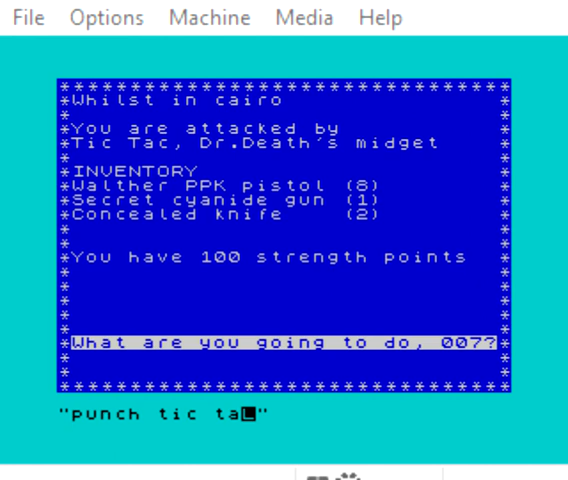 File Options Machine Media Help
***********************************
*Whilst in cairo *
* *
*You are attacked by *
*Tic Tac, Dr.Death's midget *
* *
*INVENTORY *
*Walther PPK pistol (8) *
*Secret cyanide gun (1) *
*Concealed knife (2) *
* *
* *
*You have 100 strength points *
* *
* *
* *
* *
* *
*What are you going to do, 007?*
* *
* *
***********************************
"punch tic taL"